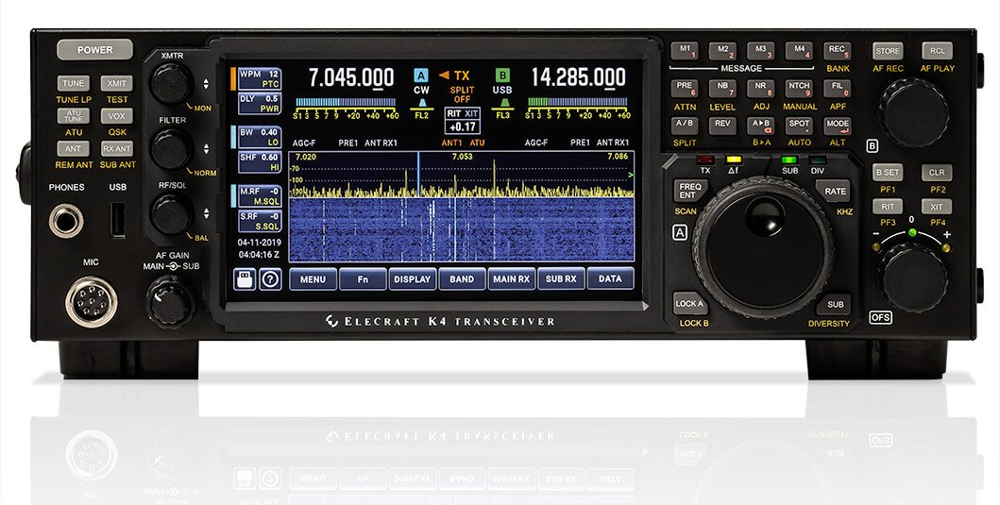 POWER
TUNE XMIT
TUNE LP TEST
ATU TUNE VOX
ATU QSK
ANT RX ANT
REM ANT SUB ANT
PHONES USB
MIC
XMTR
MON
FILTER
NORM
RF/SQL
BAL
AF GAIN
MAIN SUB
WPM 12
PTC
DLY 0.5
PWR
BW 0.40
LO
SHF 0.60
HI
M.RF -0
M.SQL
S.RF -0
S.SQL
04-11-2019
04:04:16 Z
7.045.000 A TX B 14.285.000
CW SPLIT OFF USB
S1 3 5 7 9 +20 +40 +60 FL2 RIT XIT FL3 S1 3 5 7 9 +20 +40 +60
+0.17
AGC-F PRE1 ANT RX1 ANT1 ATU AGC-F PRE1 ANT RX1
7.020 7.053 7.086
-70
-100
-130
MENU Fn DISPLAY BAND MAIN RX SUB RX DATA
ELECRAFT K4 TRANSCEIVER
M1 1 M2 2 M3 3 M4 4 REC 5
MESSAGE BANK
PRE 6 NB 7 NR 8 NTCH 9 FIL 0
ATTN LEVEL ADJ MANUAL APF
A/B REV A▸B SPOT MODE
SPLIT B▸A AUTO ALT
TX Δf SUB DIV
FREQ ENT RATE
SCAN KHZ
A
LOCK A SUB
LOCK B DIVERSITY
STORE RCL
AF REC AF PLAY
B
B SET CLR
PF1 PF2
RIT XIT
PF3 PF4
- 0 +
OFS